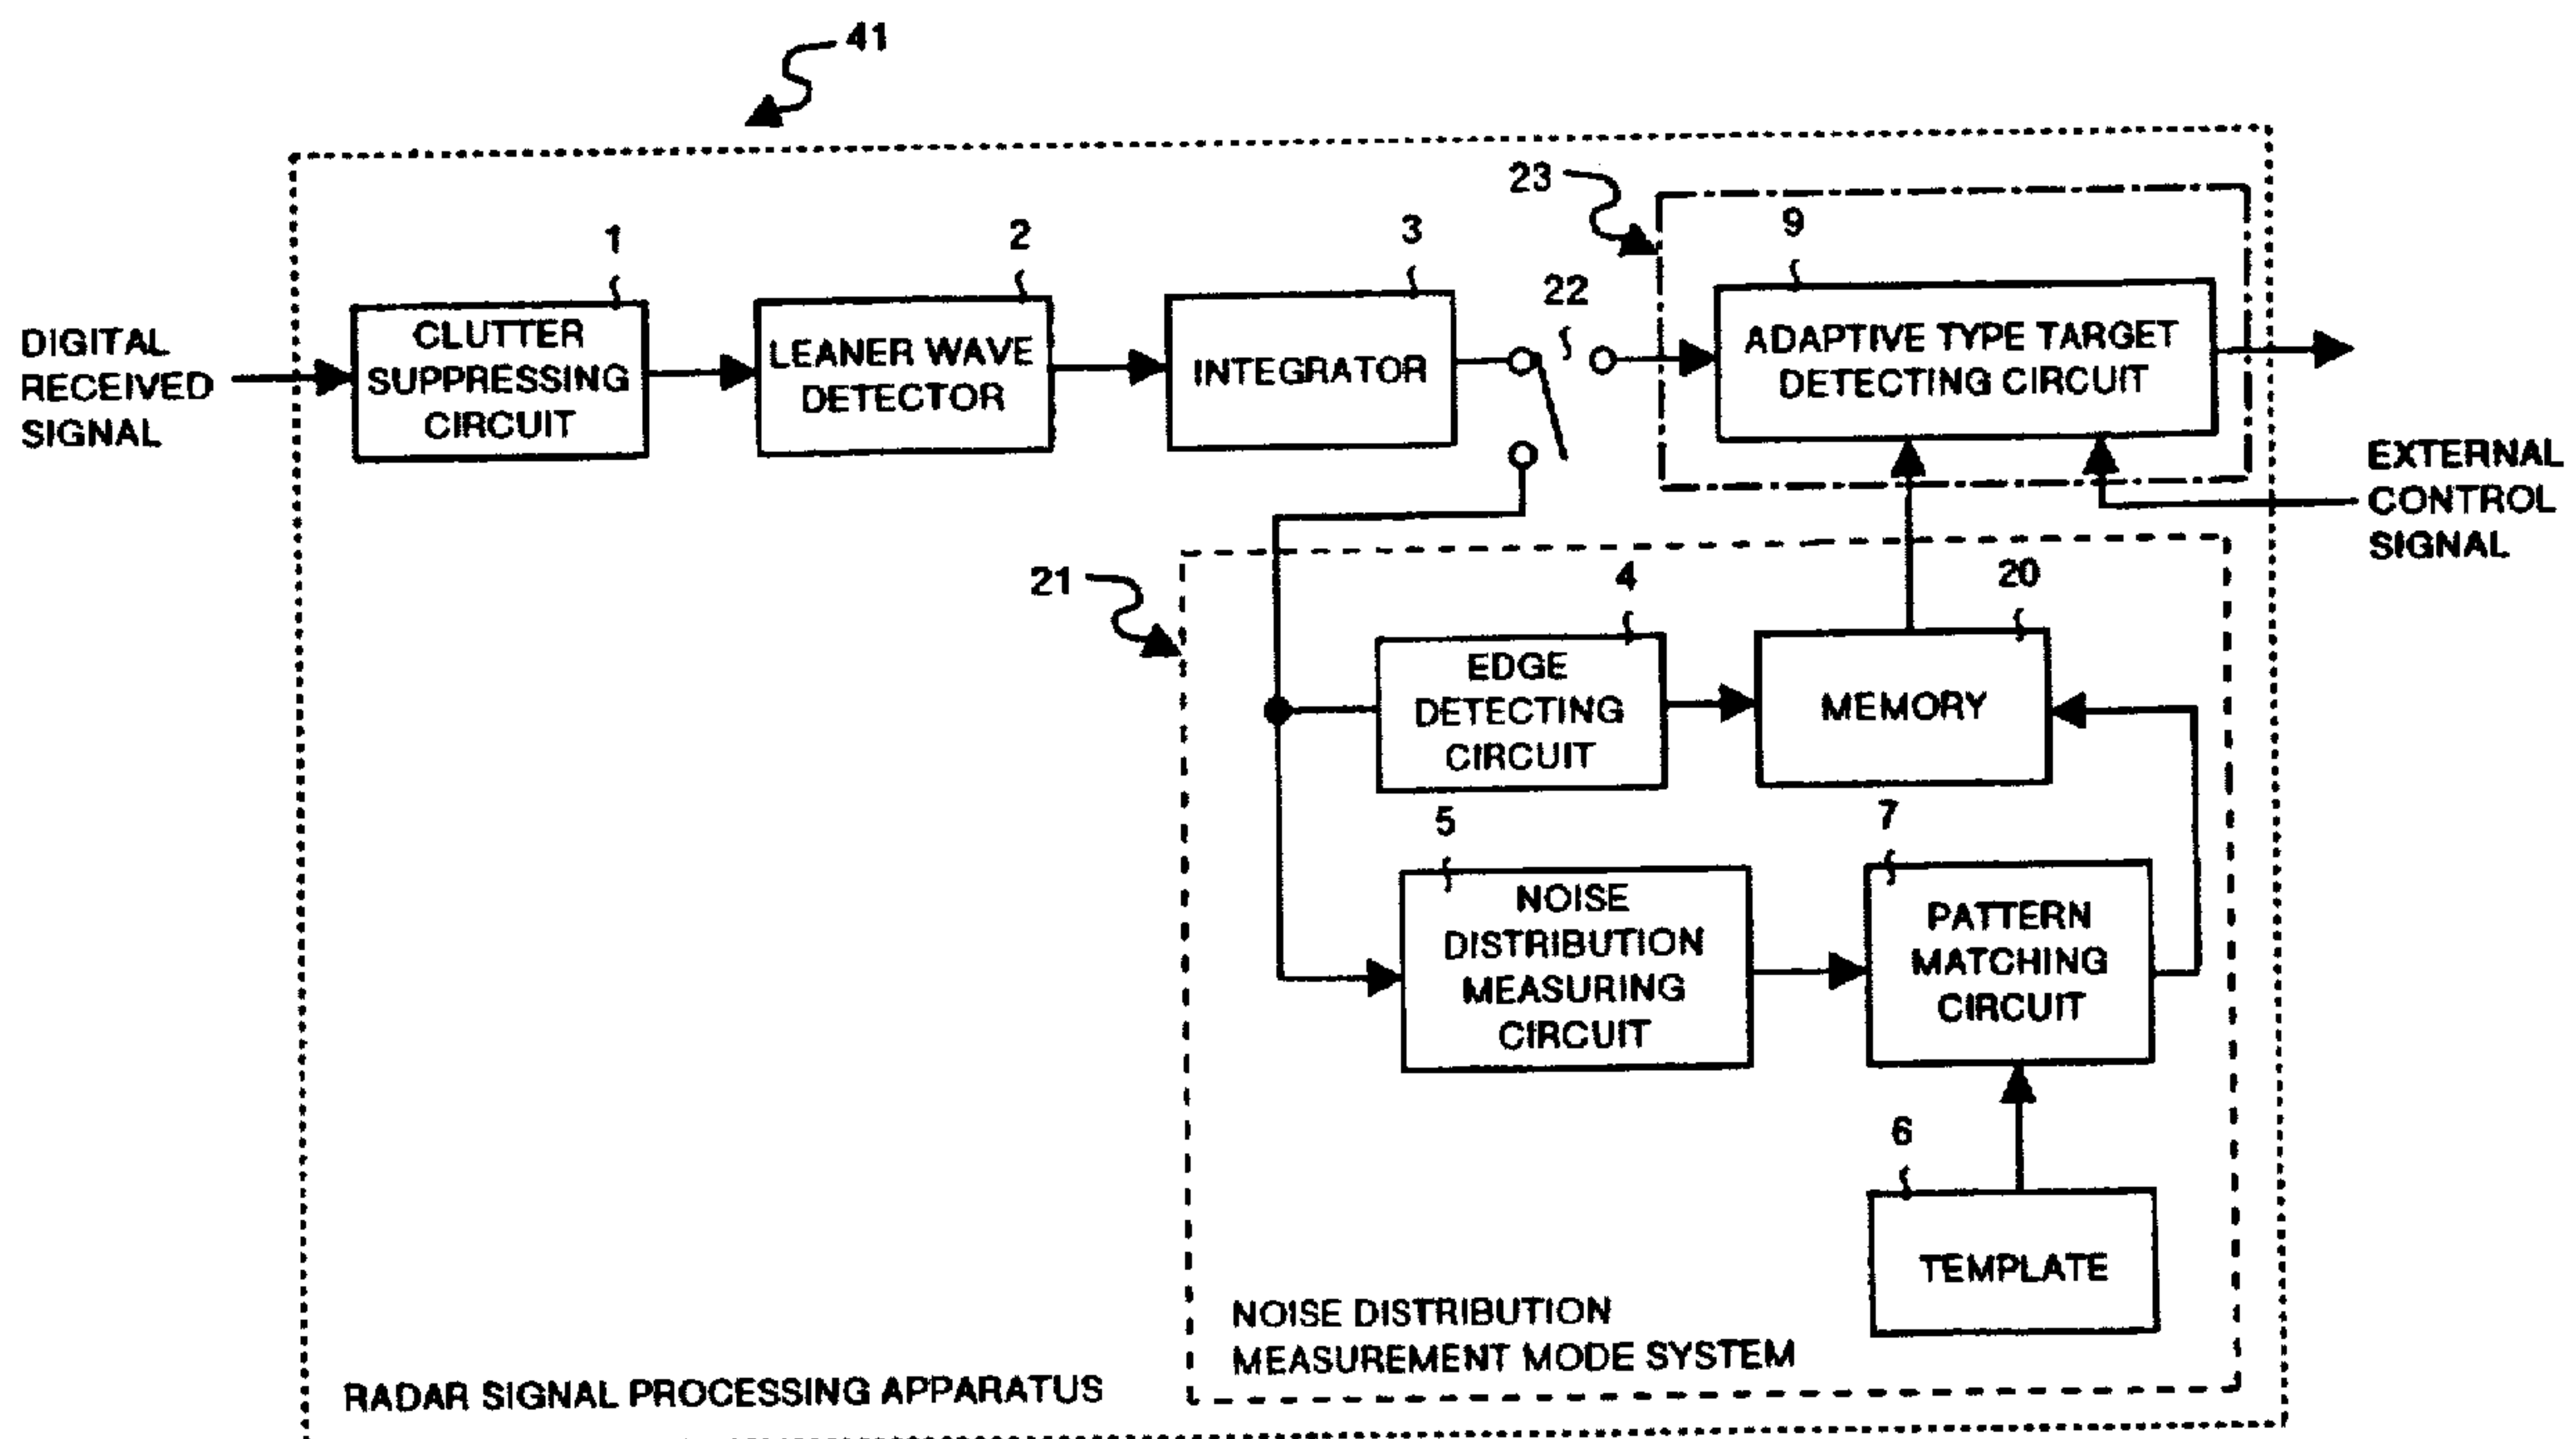 41
23
9
1
2
3
22
DIGITAL
RECEIVED
SIGNAL
CLUTTER
SUPPRESSING
CIRCUIT
LEANER WAVE
DETECTOR
INTEGRATOR
ADAPTIVE TYPE TARGET
DETECTING CIRCUIT
EXTERNAL
CONTROL
SIGNAL
21
4
20
EDGE
DETECTING
CIRCUIT
MEMORY
5
7
NOISE
DISTRIBUTION
MEASURING
CIRCUIT
PATTERN
MATCHING
CIRCUIT
6
TEMPLATE
NOISE DISTRIBUTION
MEASUREMENT MODE SYSTEM
RADAR SIGNAL PROCESSING APPARATUS